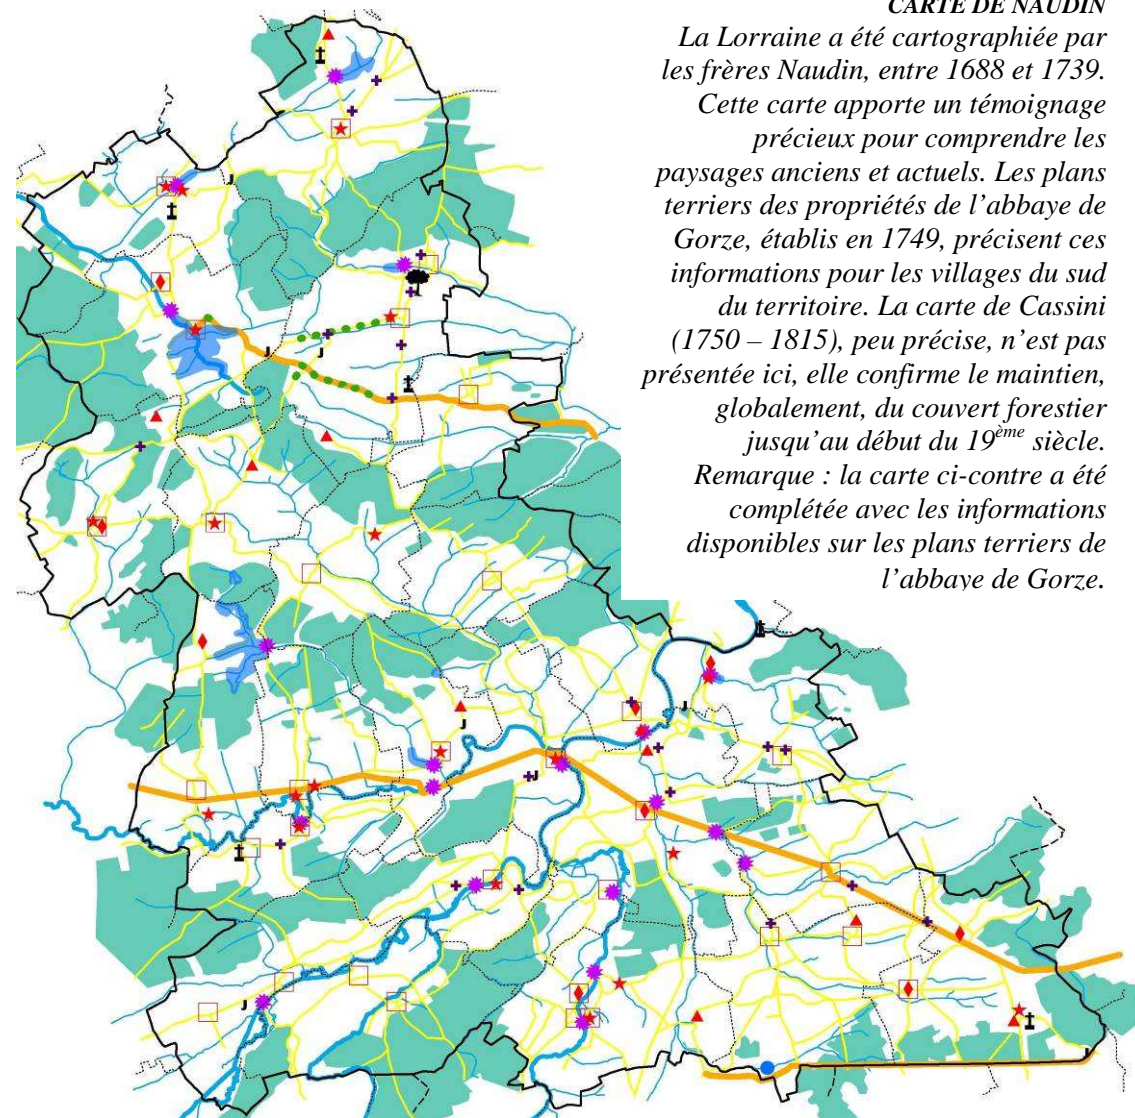 CARTE DE NAUDIN
La Lorraine a été cartographiée par
les frères Naudin, entre 1688 et 1739.
Cette carte apporte un témoignage
précieux pour comprendre les
paysages anciens et actuels. Les plans
terriers des propriétés de l’abbaye de
Gorze, établis en 1749, précisent ces
informations pour les villages du sud
du territoire. La carte de Cassini
(1750 – 1815), peu précise, n’est pas
présentée ici, elle confirme le maintien,
globalement, du couvert forestier
jusqu’au début du 19ème siècle.
Remarque : la carte ci-contre a été
complétée avec les informations
disponibles sur les plans terriers de
l’abbaye de Gorze.